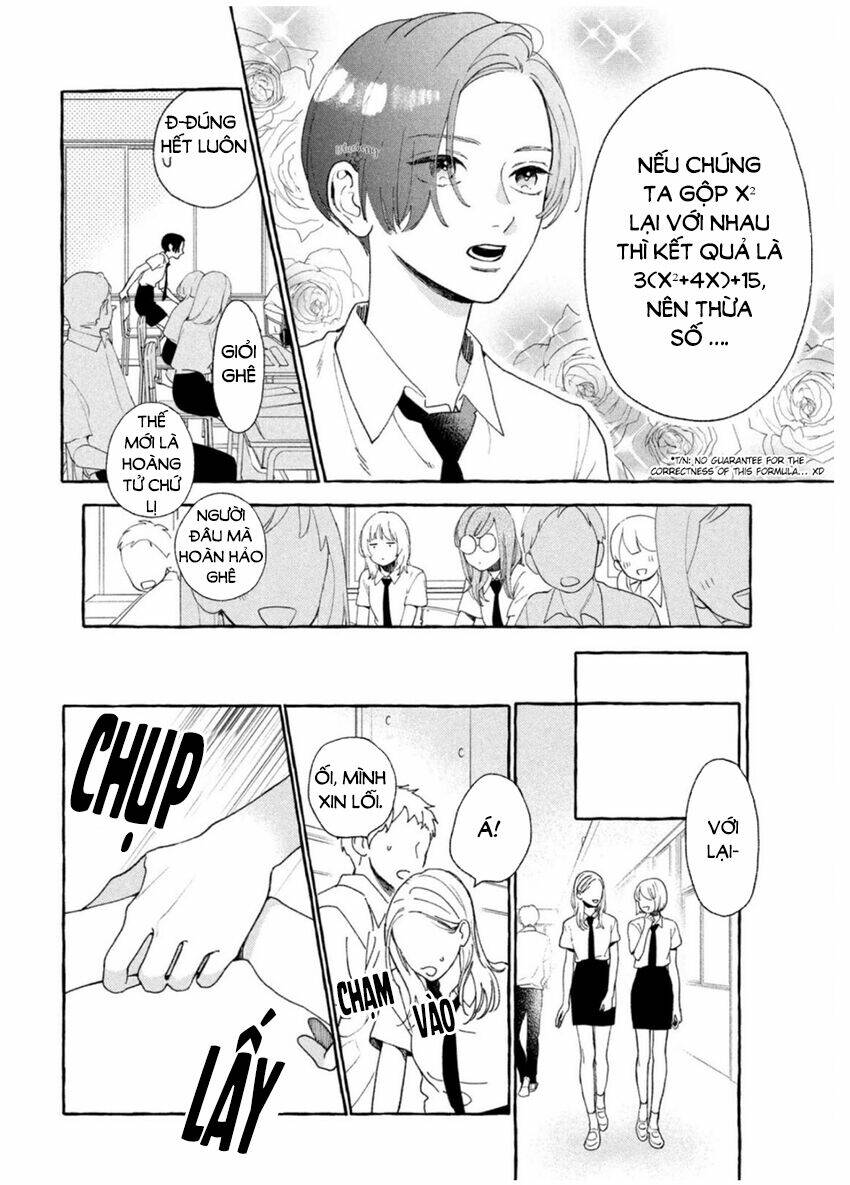 NẾU CHÚNG
TA GỘP X²
LẠI VỚI NHAU
THÌ KẾT QUẢ LÀ
3(X²+4X)+15,
NÊN THỪA
SỐ ....
*T/N: NO GUARANTEE FOR THE
CORRECTNESS OF THIS FORMULA... XD
Đ-ĐÚNG
HẾT LUÔN
GIỎI
GHÊ
THẾ
MỚI LÀ
HOÀNG
TỬ CHỨ
LỊ
NGƯỜI
ĐÂU MÀ
HOÀN HẢO
GHÊ
VỚI
LẠI-
Á!
ỐI, MÌNH
XIN LỖI.
CHẠM
VÀO
CHỤP
LẤY